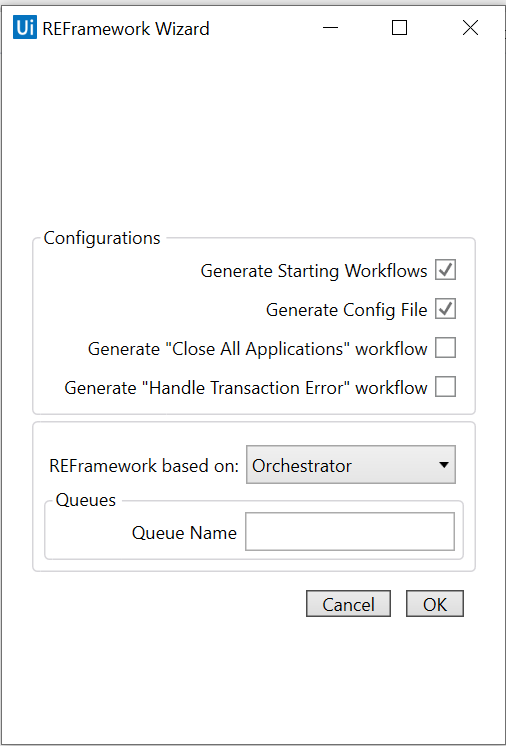 Ui REFramework Wizard
Configurations
Generate Starting Workflows
Generate Config File
Generate "Close All Applications" workflow
Generate "Handle Transaction Error" workflow
REFramework based on: Orchestrator
Queues
Queue Name
Cancel OK